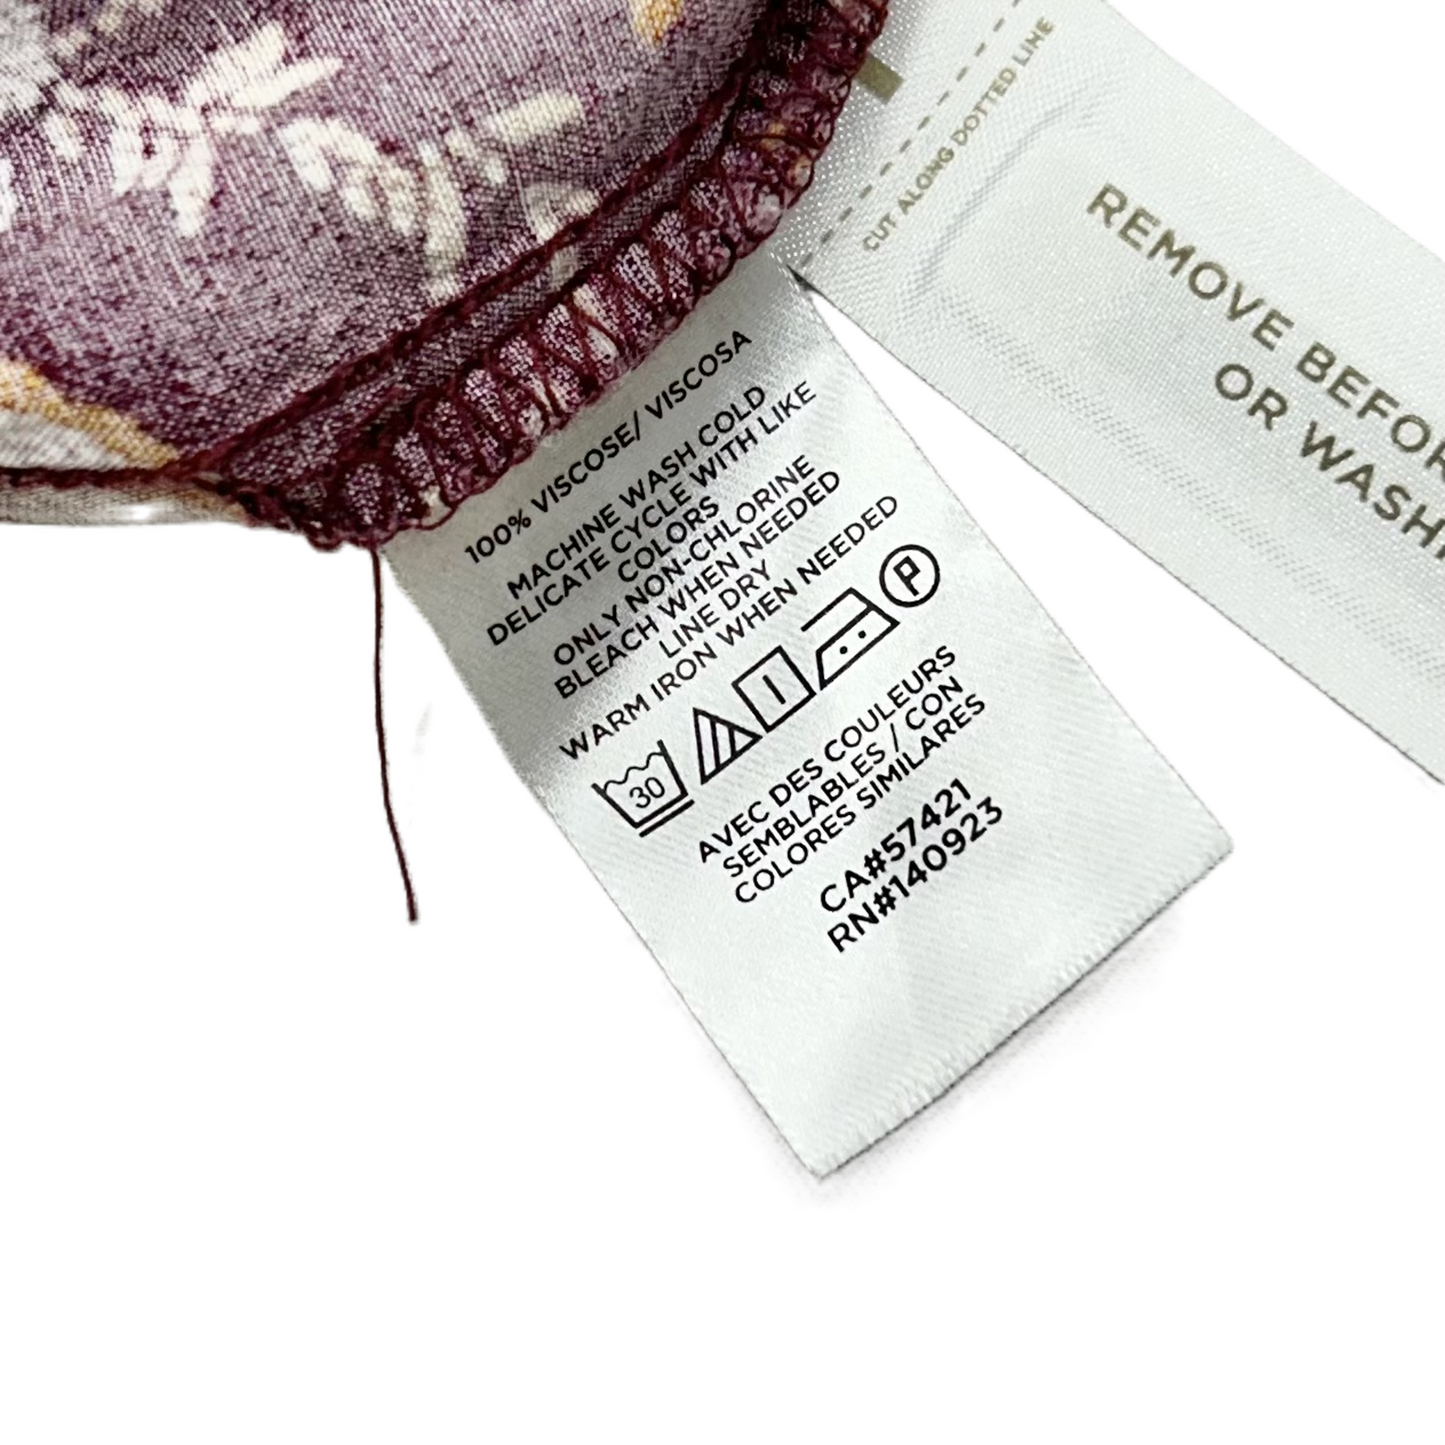 100% VISCOSE/ VISCOSA
MACHINE WASH COLD
DELICATE CYCLE WITH LIKE
COLORS
ONLY NON-CHLORINE
BLEACH WHEN NEEDED
LINE DRY
WARM IRON WHEN NEEDED
30
P
AVEC DES COULEURS
SEMBLABLES / CON
COLORES SIMILARES
CA#57421
RN#140923
CUT ALONG DOTTED LINE
REMOVE BEFOR
OR WASHI